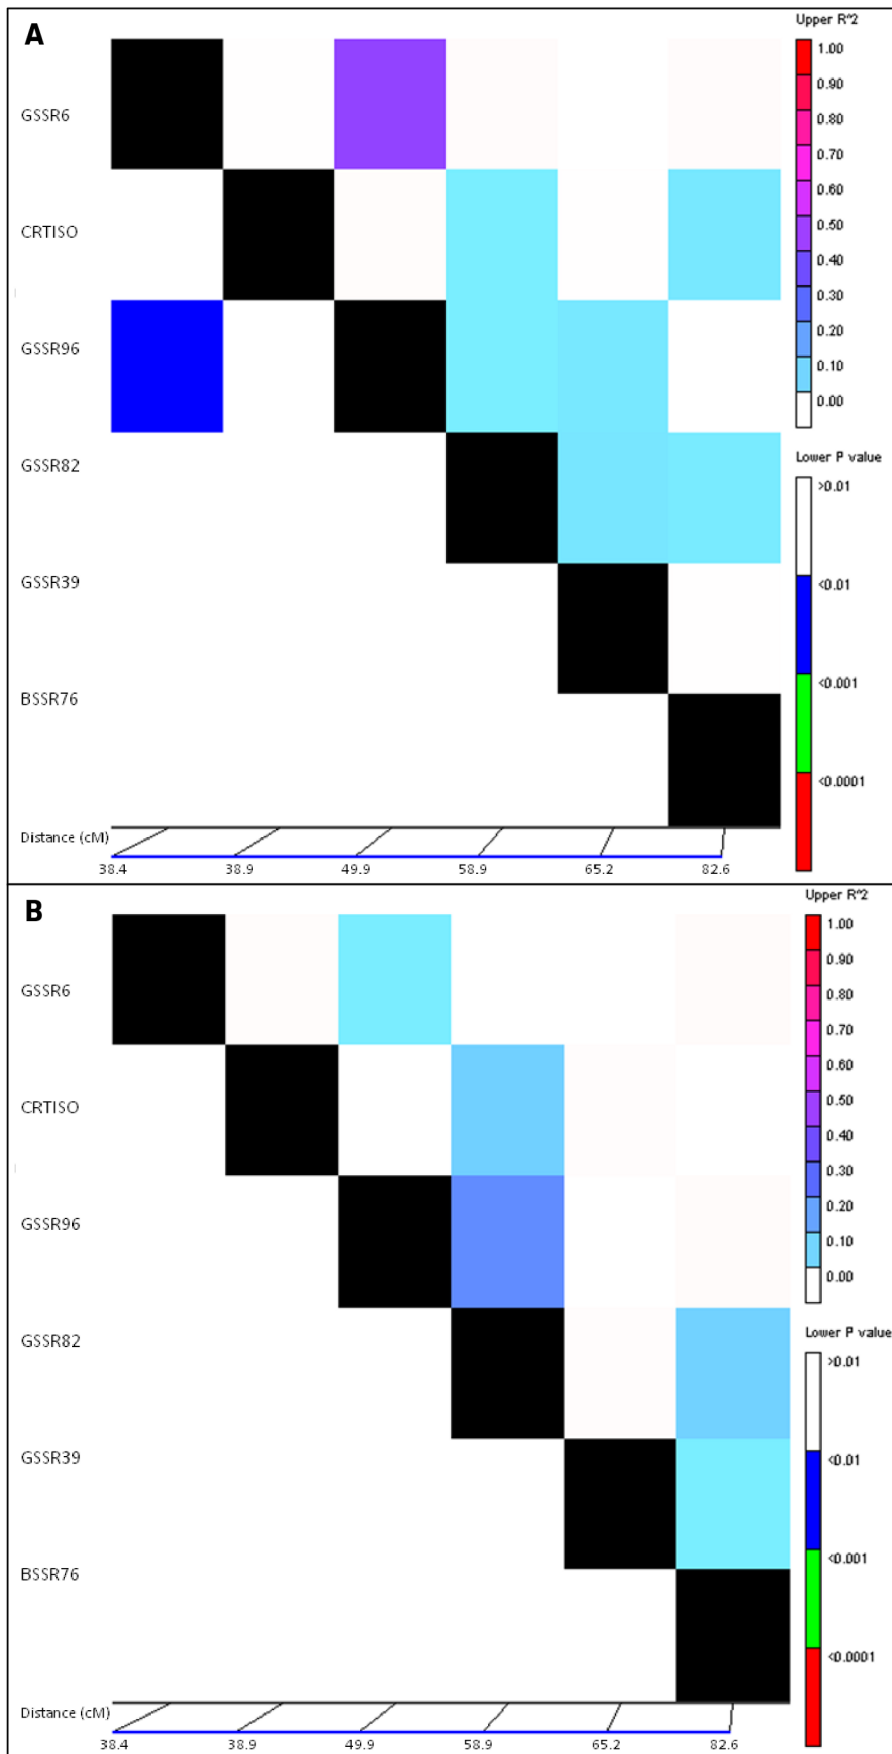 A
Upper R^2
1.00
0.90
0.80
0.70
0.60
0.50
0.40
0.30
0.20
0.10
0.00
GSSR6
CRTISO
GSSR96
GSSR82
GSSR39
BSSR76
Lower P value
>0.01
<0.01
<0.001
<0.0001
Distance (cM)
38.4 38.9 49.9 58.9 65.2 82.6
B
Upper R^2
1.00
0.90
0.80
0.70
0.60
0.50
0.40
0.30
0.20
0.10
0.00
GSSR6
CRTISO
GSSR96
GSSR82
GSSR39
BSSR76
Lower P value
>0.01
<0.01
<0.001
<0.0001
Distance (cM)
38.4 38.9 49.9 58.9 65.2 82.6